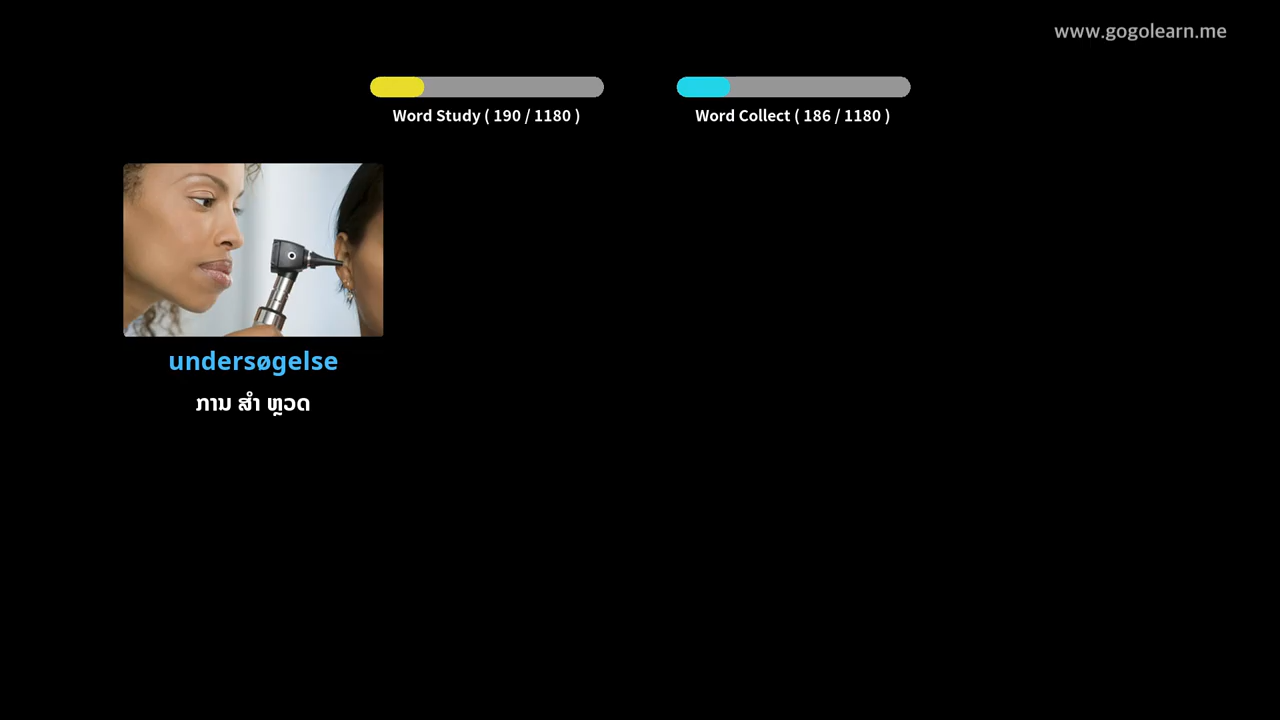 www.gogolearn.me
Word Study ( 190 / 1180 )
Word Collect ( 186 / 1180 )
undersøgelse
ການ ສຳ ຫຼວດ